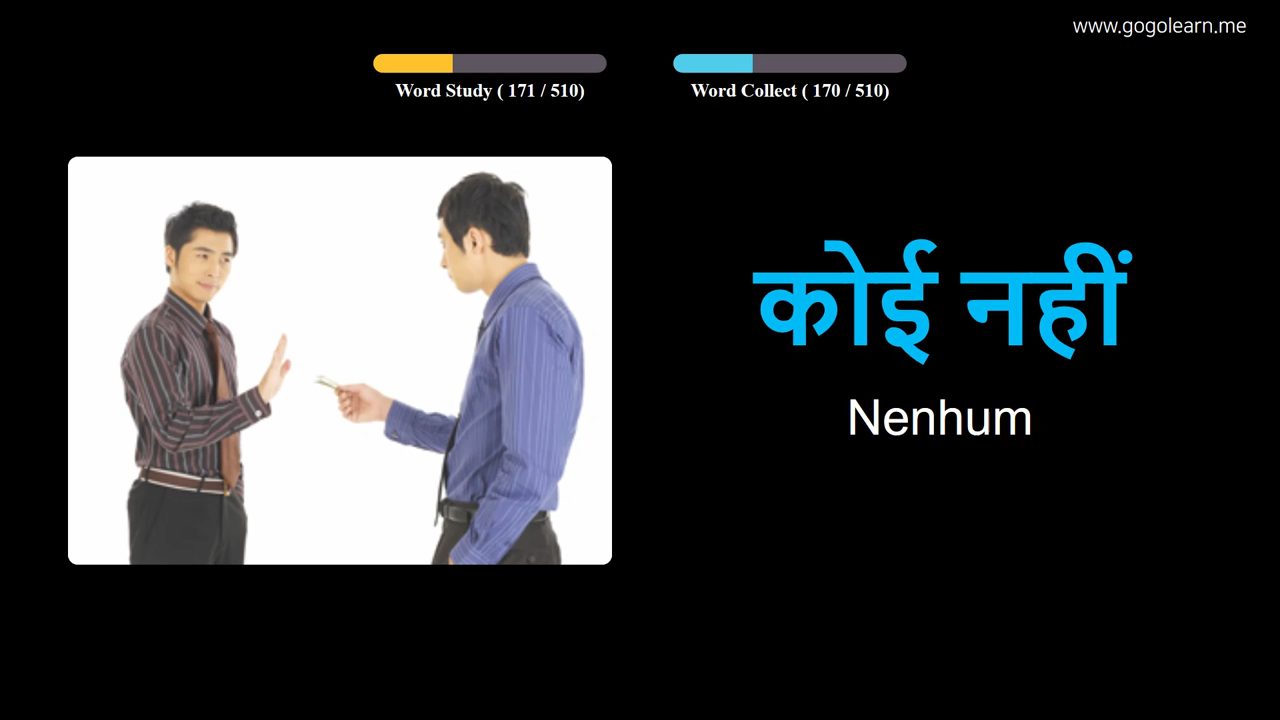 www.gogolearn.me
Word Study ( 171 / 510)
Word Collect ( 170 / 510)
कोई नहीं
Nenhum